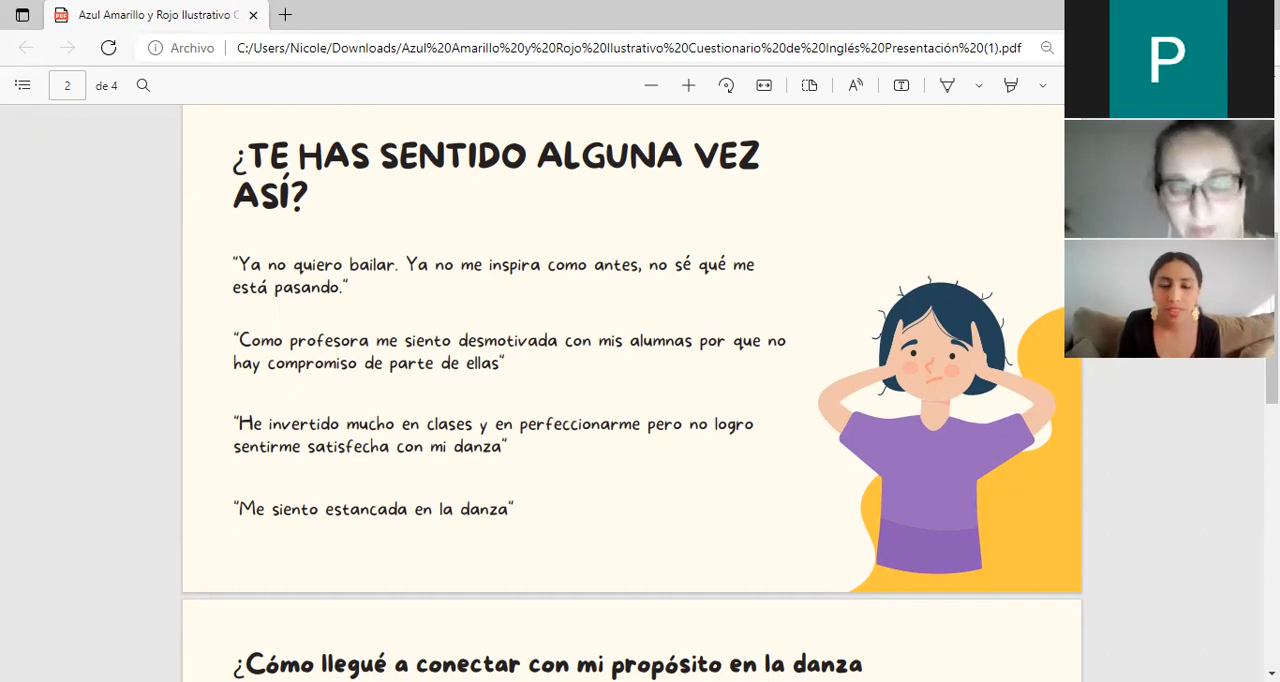 Azul Amarillo y Rojo Ilustrativo C
Archivo
C:/Users/Nicole/Downloads/Azul%20Amarillo%20y%20Rojo%20Ilustrativo%20Cuestionario%20de%20Inglés%20Presentación%20(1).pdf
2 de 4
P
¿TE HAS SENTIDO ALGUNA VEZ
ASÍ?
"Ya no quiero bailar. Ya no me inspira como antes, no sé qué me
está pasando."
"Como profesora me siento desmotivada con mis alumnas por que no
hay compromiso de parte de ellas"
"He invertido mucho en clases y en perfeccionarme pero no logro
sentirme satisfecha con mi danza"
"Me siento estancada en la danza"
¿Cómo llegué a conectar con mi propósito en la danza